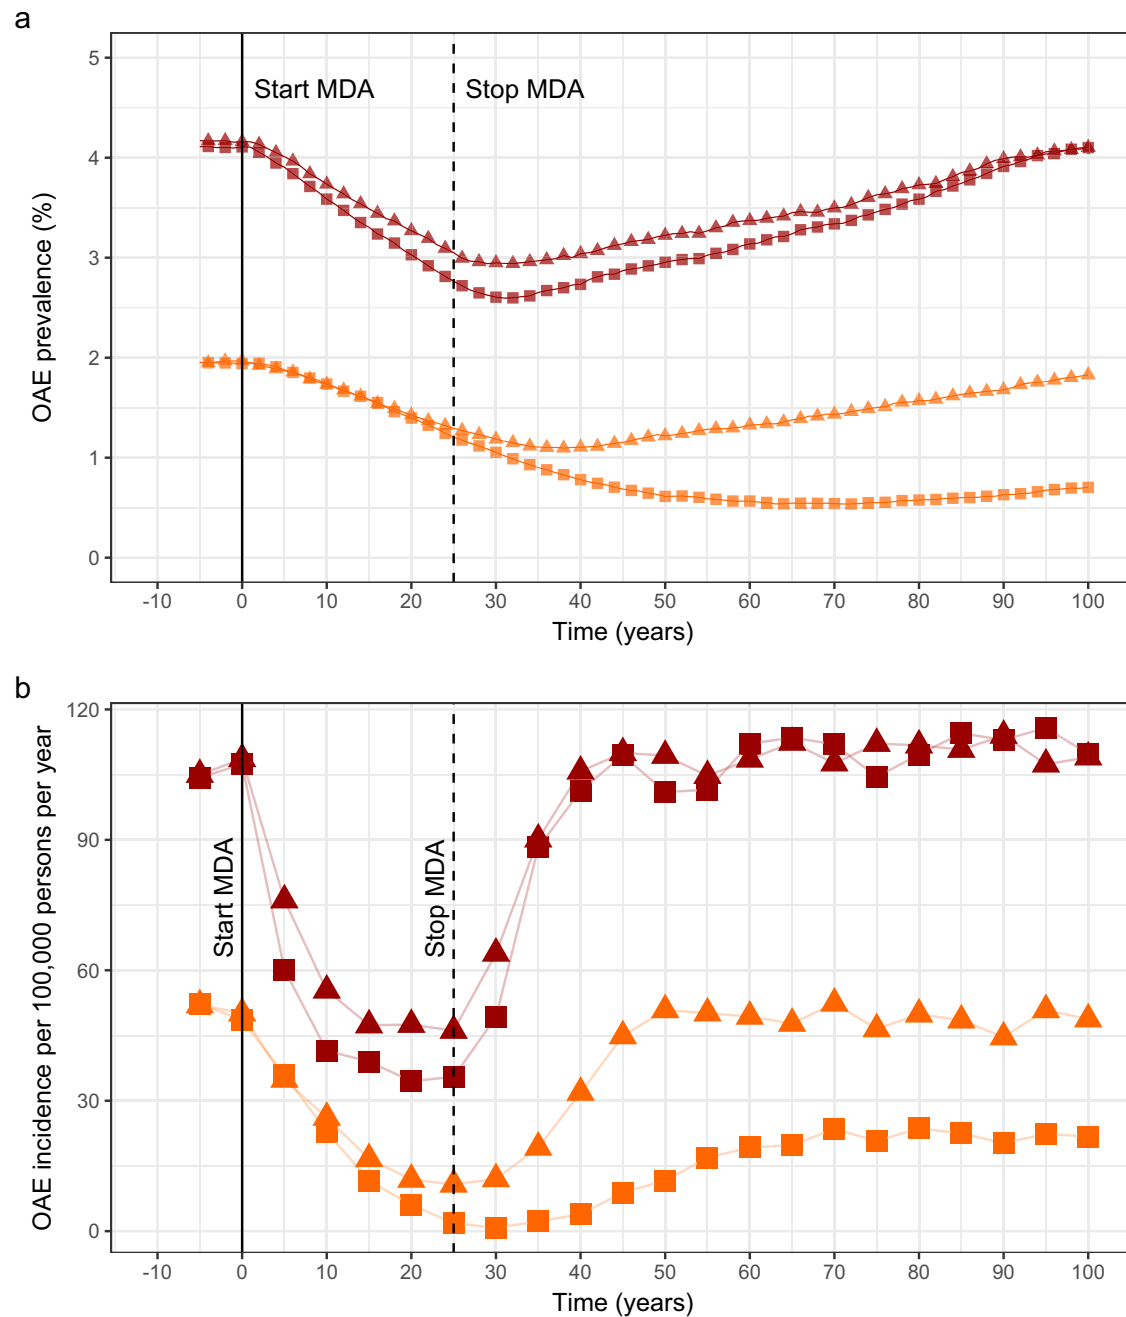 a
OAE prevalence (%)
5
4
3
2
1
0
Start MDA
Stop MDA
-10 0 10 20 30 40 50 60 70 80 90 100
Time (years)
b
OAE incidence per 100,000 persons per year
120
90
60
30
0
Start MDA
Stop MDA
-10 0 10 20 30 40 50 60 70 80 90 100
Time (years)